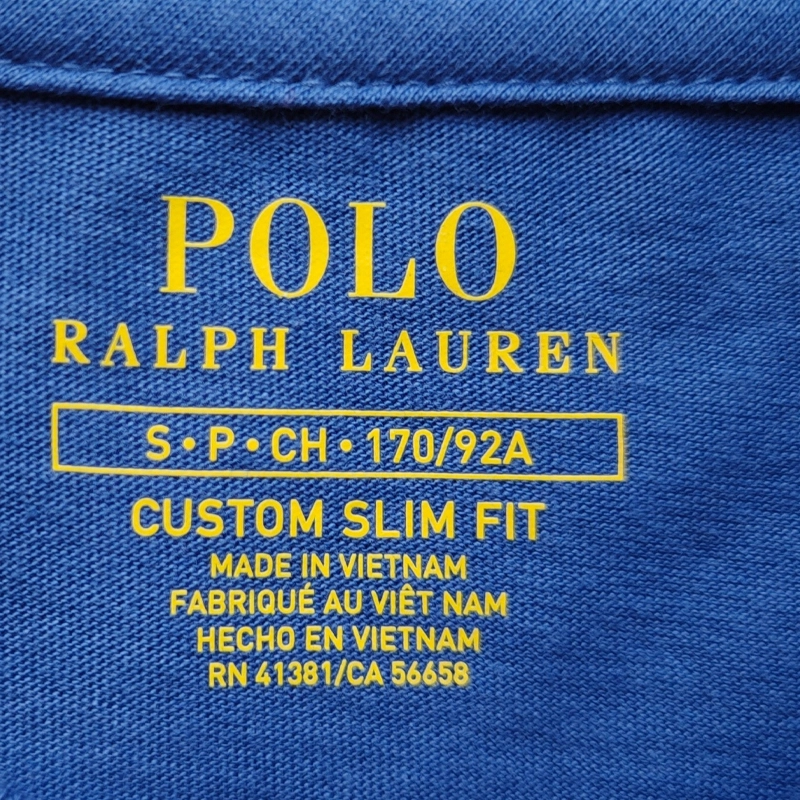 POLO
RALPH LAUREN
S•P•CH•170/92A
CUSTOM SLIM FIT
MADE IN VIETNAM
FABRIQUÉ AU VIÊT NAM
HECHO EN VIETNAM
RN 41381/CA 56658